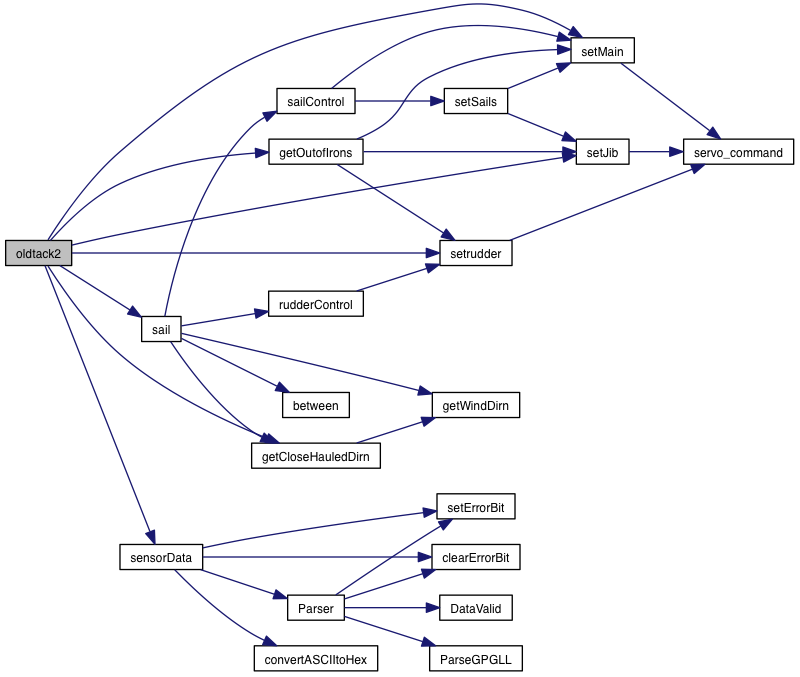 setMain
sailControl
setSails
getOutofIrons
setJib
servo_command
oldtack2
setrudder
rudderControl
sail
between
getWindDirn
getCloseHauledDirn
setErrorBit
sensorData
clearErrorBit
Parser
DataValid
convertASCIItoHex
ParseGPGLL